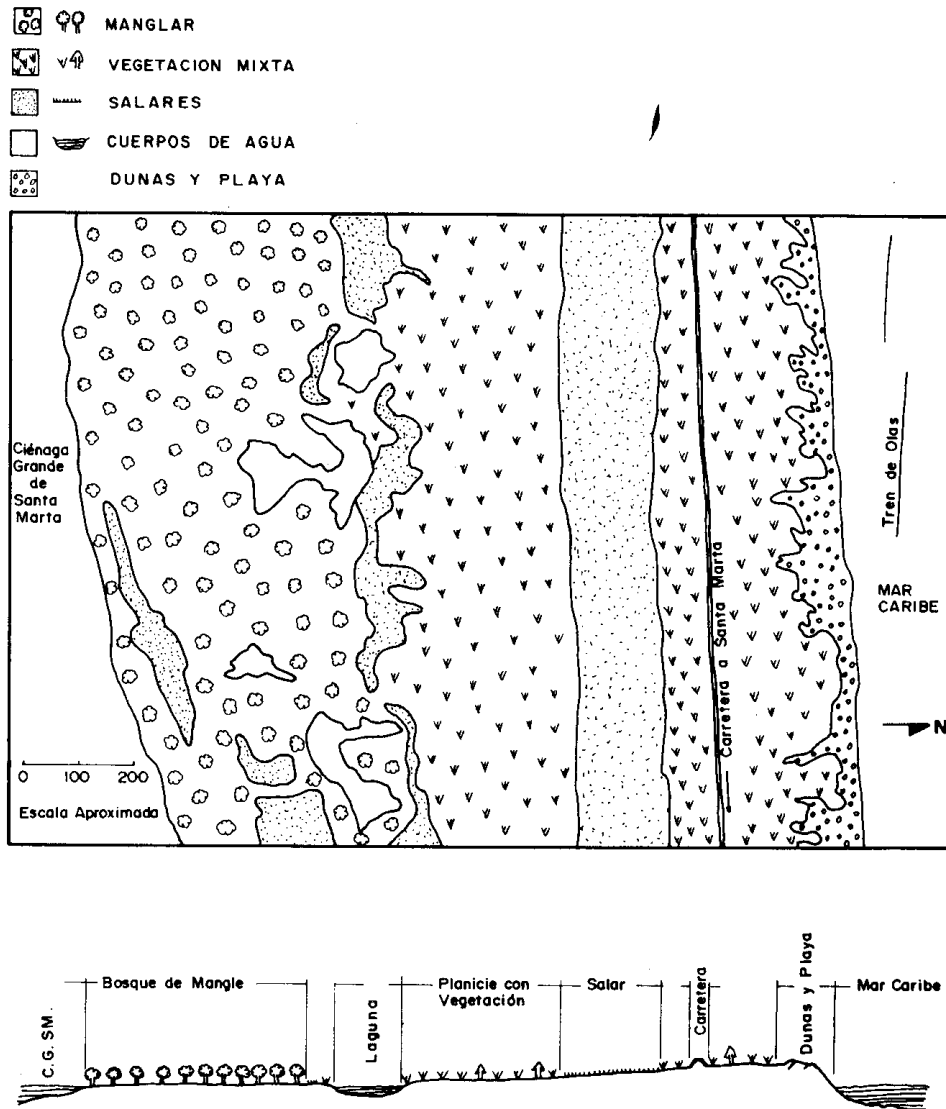 MANGLAR
VEGETACION MIXTA
SALARES
CUERPOS DE AGUA
DUNAS Y PLAYA
Ciénaga
Grande
de
Santa
Marta
Carretera a Santa Marta
Tren de Olas
MAR
CARIBE
N
0 100 200
Escala Aproximada
C.G. SM.
Bosque de Mangle
Laguna
Planicie con
Vegetación
Salar
Carretera
Dunas y Playa
Mar Caribe